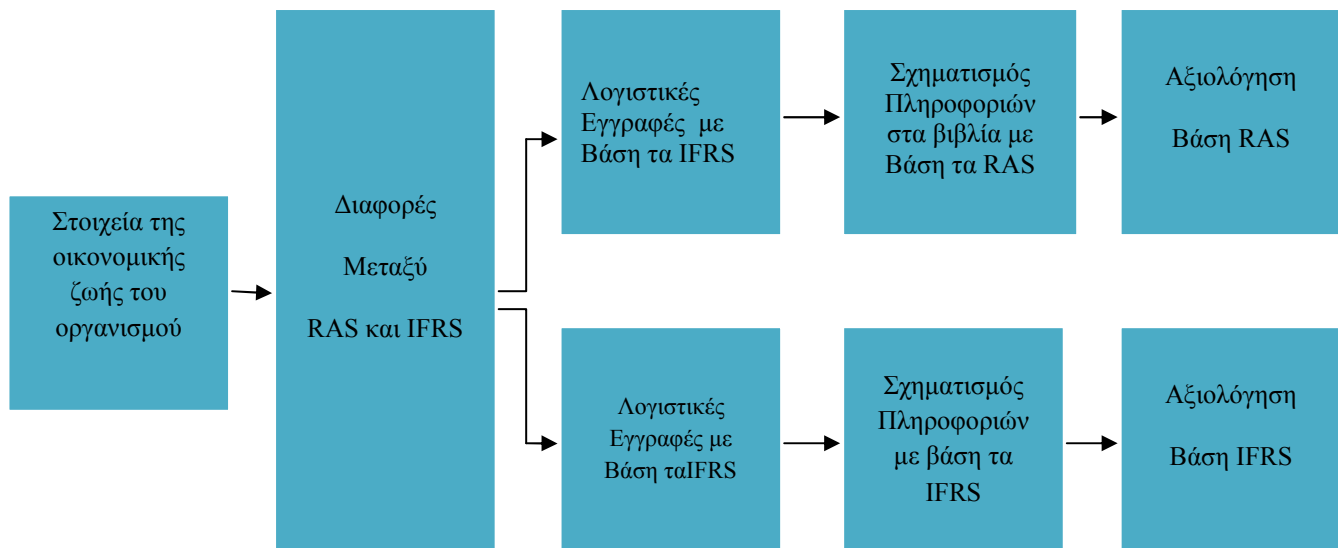 Στοιχεία της
οικονομικής
ζωής του
οργανισμού
Διαφορές
Μεταξύ
RAS και IFRS
Λογιστικές
Εγγραφές με
Βάση τα IFRS
Σχηματισμός
Πληροφοριών
στα βιβλία με
Βάση τα RAS
Αξιολόγηση
Βάση RAS
Λογιστικές
Εγγραφές με
Βάση ταIFRS
Σχηματισμός
Πληροφοριών
με βάση τα
IFRS
Αξιολόγηση
Βάση IFRS